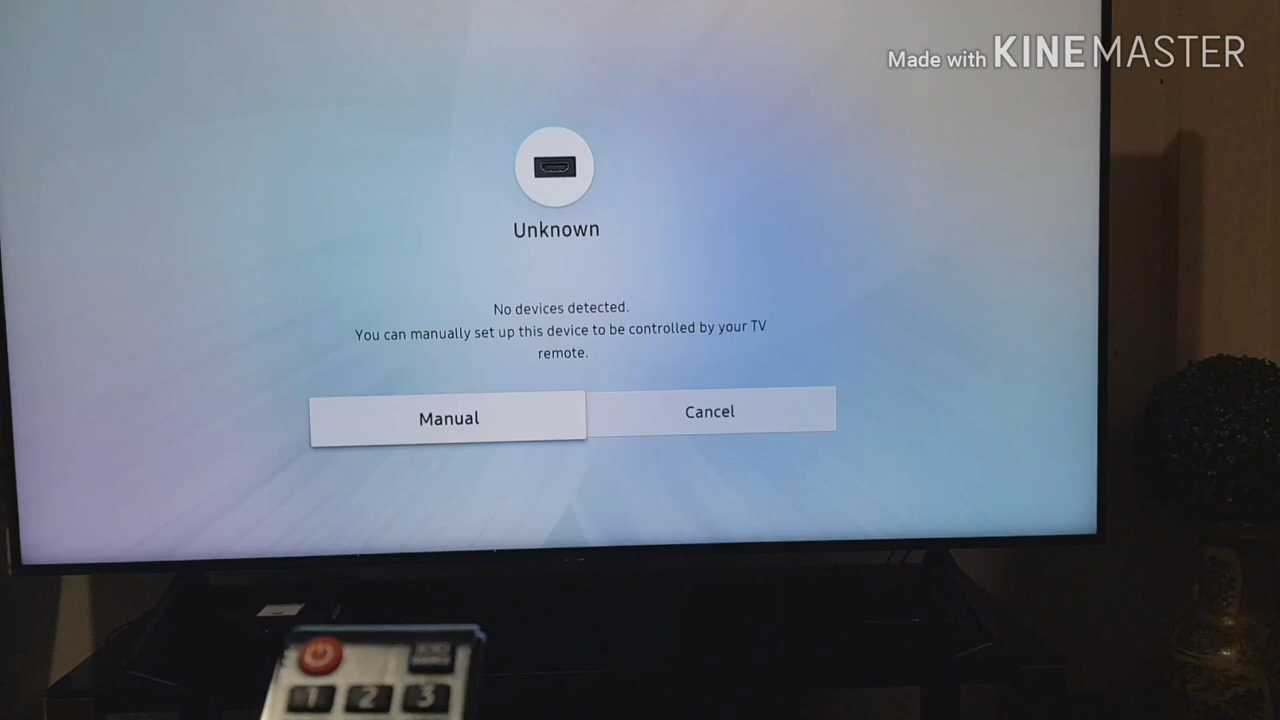 Made with KINEMASTER
Unknown
No devices detected.
You can manually set up this device to be controlled by your TV
remote.
Manual
Cancel
1 2 3